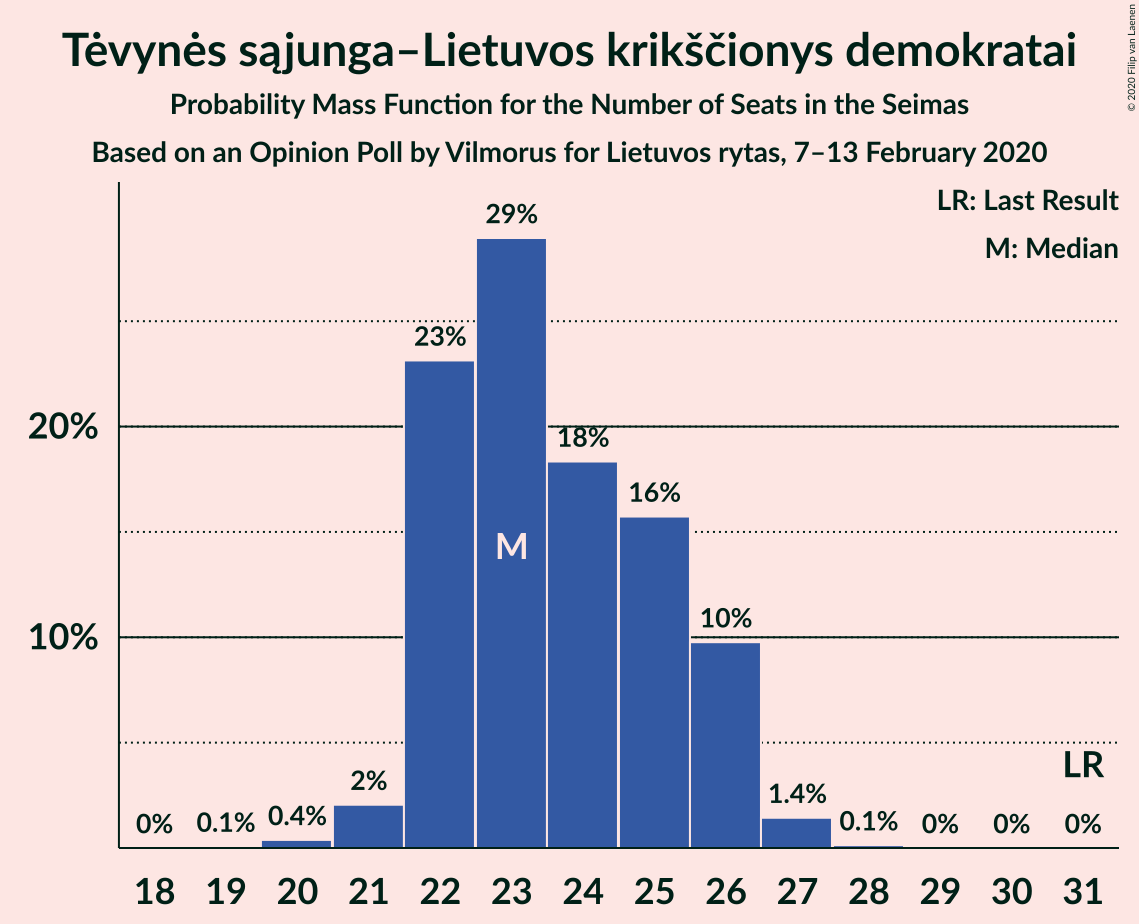 Tėvynės sąjunga–Lietuvos krikščionys demokratai
Probability Mass Function for the Number of Seats in the Seimas
Based on an Opinion Poll by Vilmorus for Lietuvos rytas, 7–13 February 2020
© 2020 Filip van Laenen
LR: Last Result
M: Median
29%
23%
20%
18%
16%
M
10%
10%
LR
2%
1.4%
0%
0.1%
0.4%
0.1%
0%
0%
0%
18 19 20 21 22 23 24 25 26 27 28 29 30 31